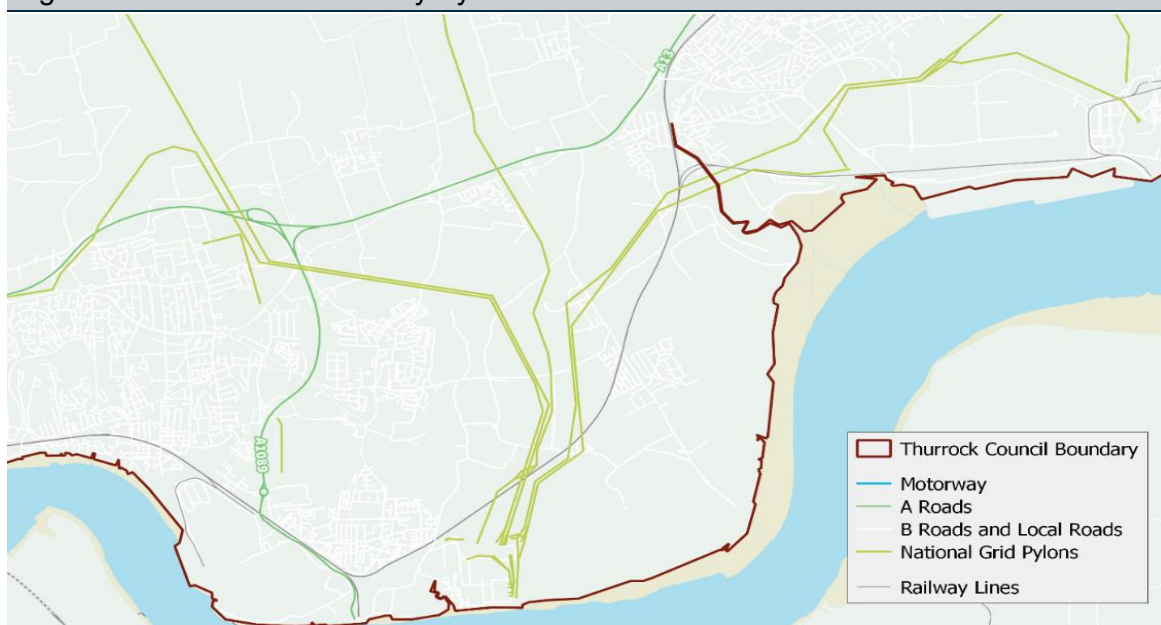 A13
A1089
Thurrock Council Boundary
Motorway
A Roads
B Roads and Local Roads
National Grid Pylons
Railway Lines